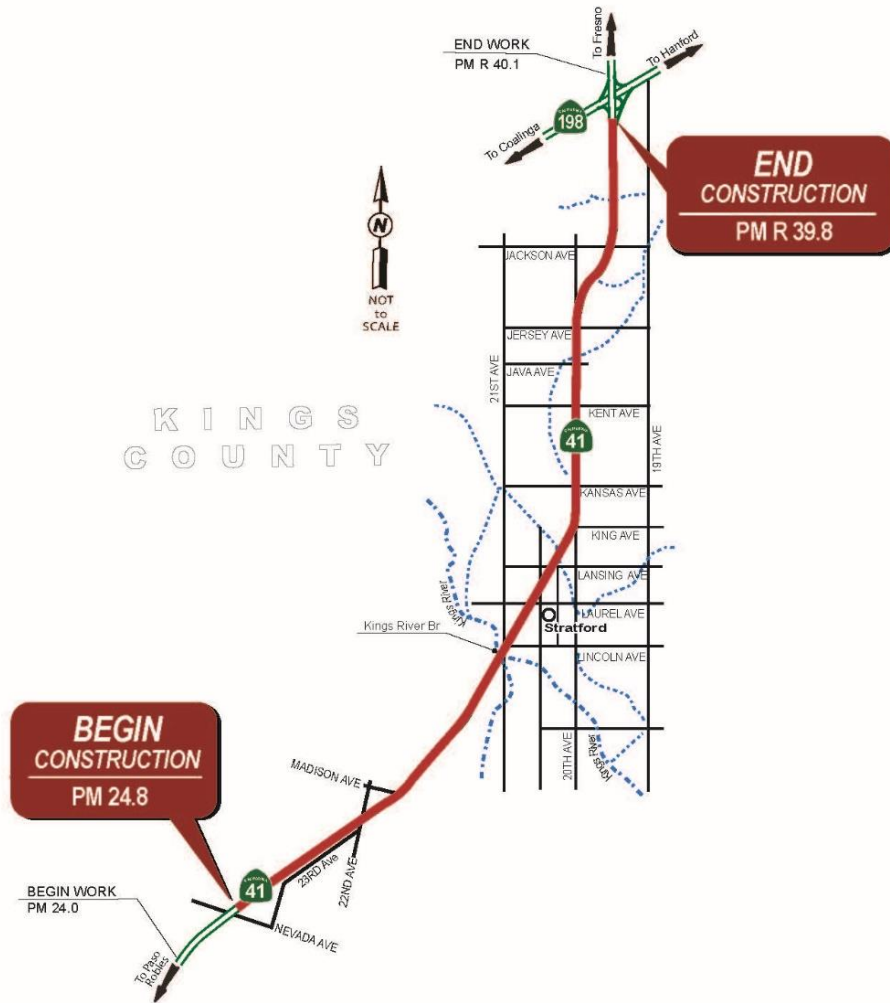 To Fresno
END WORK
PM R 40.1
To Hanford
198
To Coalinga
END
CONSTRUCTION
PM R 39.8
N
NOT
to
SCALE
JACKSON AVE
JERSEY AVE
21ST AVE
JAVA AVE
KENT AVE
KINGS
COUNTY
41
19TH AVE
KANSAS AVE
KING AVE
LANSING AVE
Kings River
LAUREL AVE
Kings River Br
Stratford
LINCOLN AVE
BEGIN
CONSTRUCTION
PM 24.8
20TH AVE
Kings River
MADISON AVE
23RD Ave
22ND AVE
41
BEGIN WORK
PM 24.0
NEVADA AVE
To Paso
Robles